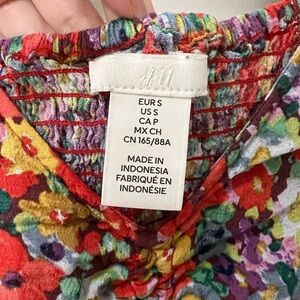 H&M
EUR S
US S
CA P
MX CH
CN 165/88A
MADE IN
INDONESIA
FABRIQUÉ EN
INDONÉSIE